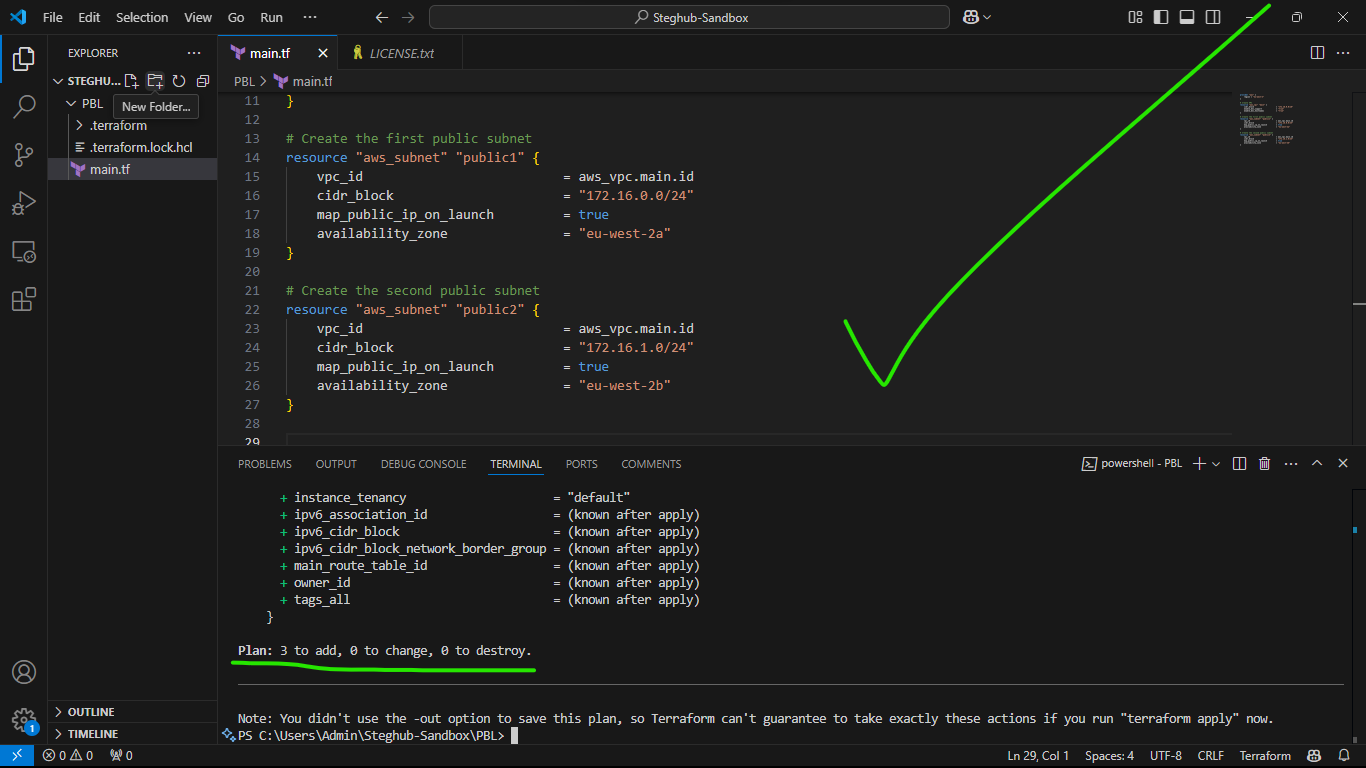 File Edit Selection View Go Run ···
Steghub-Sandbox
EXPLORER ···
STEGHU...
PBL
New Folder...
.terraform
.terraform.lock.hcl
main.tf
OUTLINE
TIMELINE
main.tf
LICENSE.txt
PBL > main.tf
11 }
12
13 # Create the first public subnet
14 resource "aws_subnet" "public1" {
15 vpc_id = aws_vpc.main.id
16 cidr_block = "172.16.0.0/24"
17 map_public_ip_on_launch = true
18 availability_zone = "eu-west-2a"
19 }
20
21 # Create the second public subnet
22 resource "aws_subnet" "public2" {
23 vpc_id = aws_vpc.main.id
24 cidr_block = "172.16.1.0/24"
25 map_public_ip_on_launch = true
26 availability_zone = "eu-west-2b"
27 }
28
29
PROBLEMS OUTPUT DEBUG CONSOLE TERMINAL PORTS COMMENTS
powershell - PBL
+ instance_tenancy = "default"
+ ipv6_association_id = (known after apply)
+ ipv6_cidr_block = (known after apply)
+ ipv6_cidr_block_network_border_group = (known after apply)
+ main_route_table_id = (known after apply)
+ owner_id = (known after apply)
+ tags_all = (known after apply)
}
Plan: 3 to add, 0 to change, 0 to destroy.
Note: You didn't use the -out option to save this plan, so Terraform can't guarantee to take exactly these actions if you run "terraform apply" now.
PS C:\Users\Admin\Steghub-Sandbox\PBL>
1
0 0 0
Ln 29, Col 1 Spaces: 4 UTF-8 CRLF Terraform